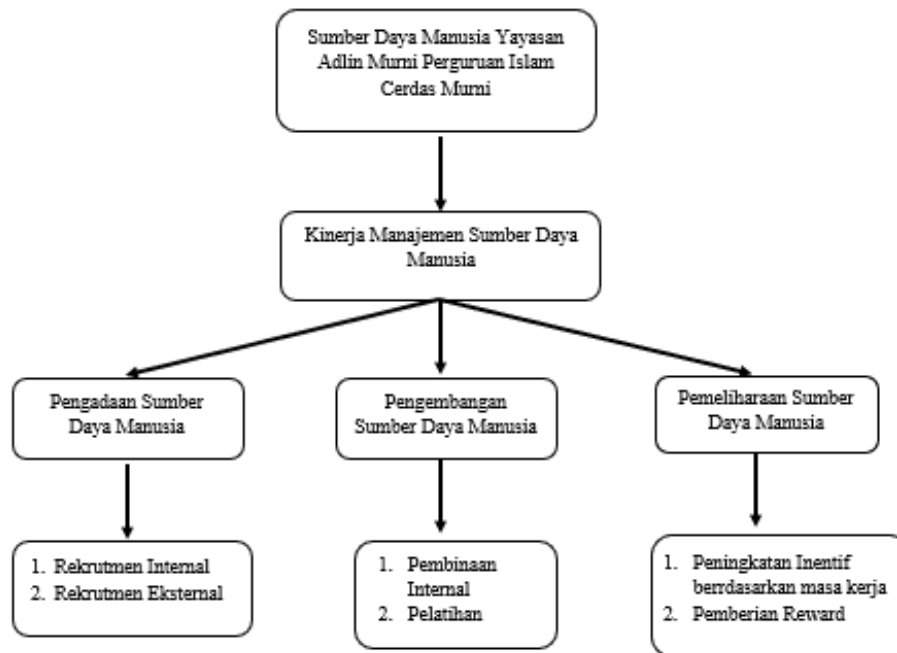 Sumber Daya Manusia Yayasan
Adlin Murni Perguruan Islam
Cerdas Murni
Kinerja Manajemen Sumber Daya
Manusia
Pengadaan Sumber
Daya Manusia
Pengembangan
Sumber Daya Manusia
Pemeliharaan Sumber
Daya Manusia
1. Rekrutmen Internal
2. Rekrutmen Eksternal
1. Pembinaan
Internal
2. Pelatihan
1. Peningkatan Inentif
berrdasarkan masa kerja
2. Pemberian Reward